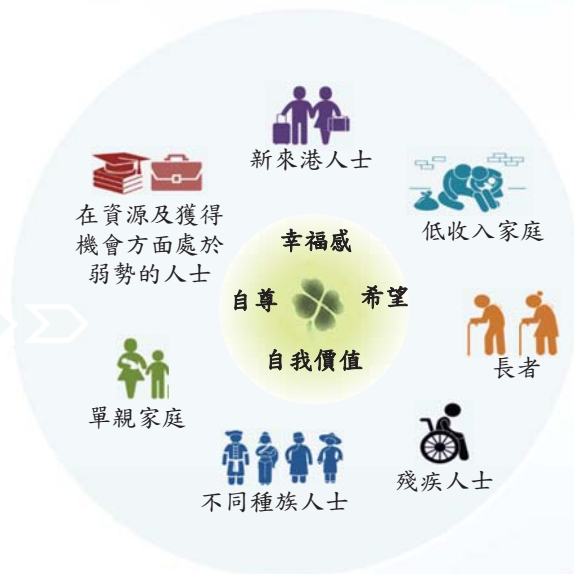 新來港人士
在資源及獲得
機會方面處於
弱勢的人士
低收入家庭
幸福感
自尊
希望
自我價值
長者
單親家庭
殘疾人士
不同種族人士